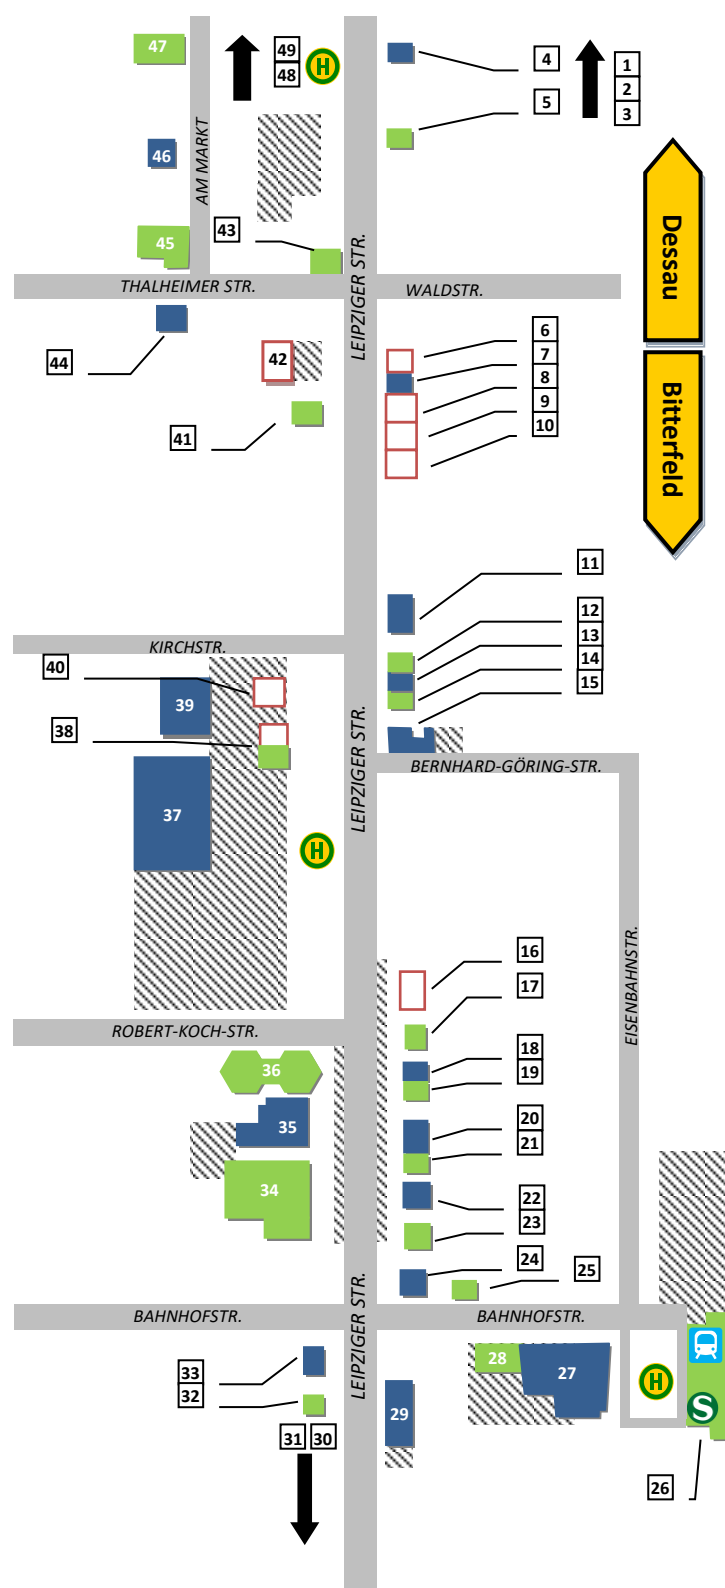 47
49
48
H
4
5
1
2
3
46
AM MARKT
45
43
Dessau
THALHEIMER STR.
LEIPZIGER STR.
WALDSTR.
44
42
41
6
7
8
9
10
Bitterfeld
11
12
13
14
15
KIRCHSTR.
40
39
38
37
LEIPZIGER STR.
BERNHARD-GÖRING-STR.
H
16
17
18
19
20
21
22
23
24
25
EISENBAHNSTR.
ROBERT-KOCH-STR.
36
35
34
BAHNHOFSTR.
LEIPZIGER STR.
BAHNHOFSTR.
33
32
31
30
29
28
27
H
S
26